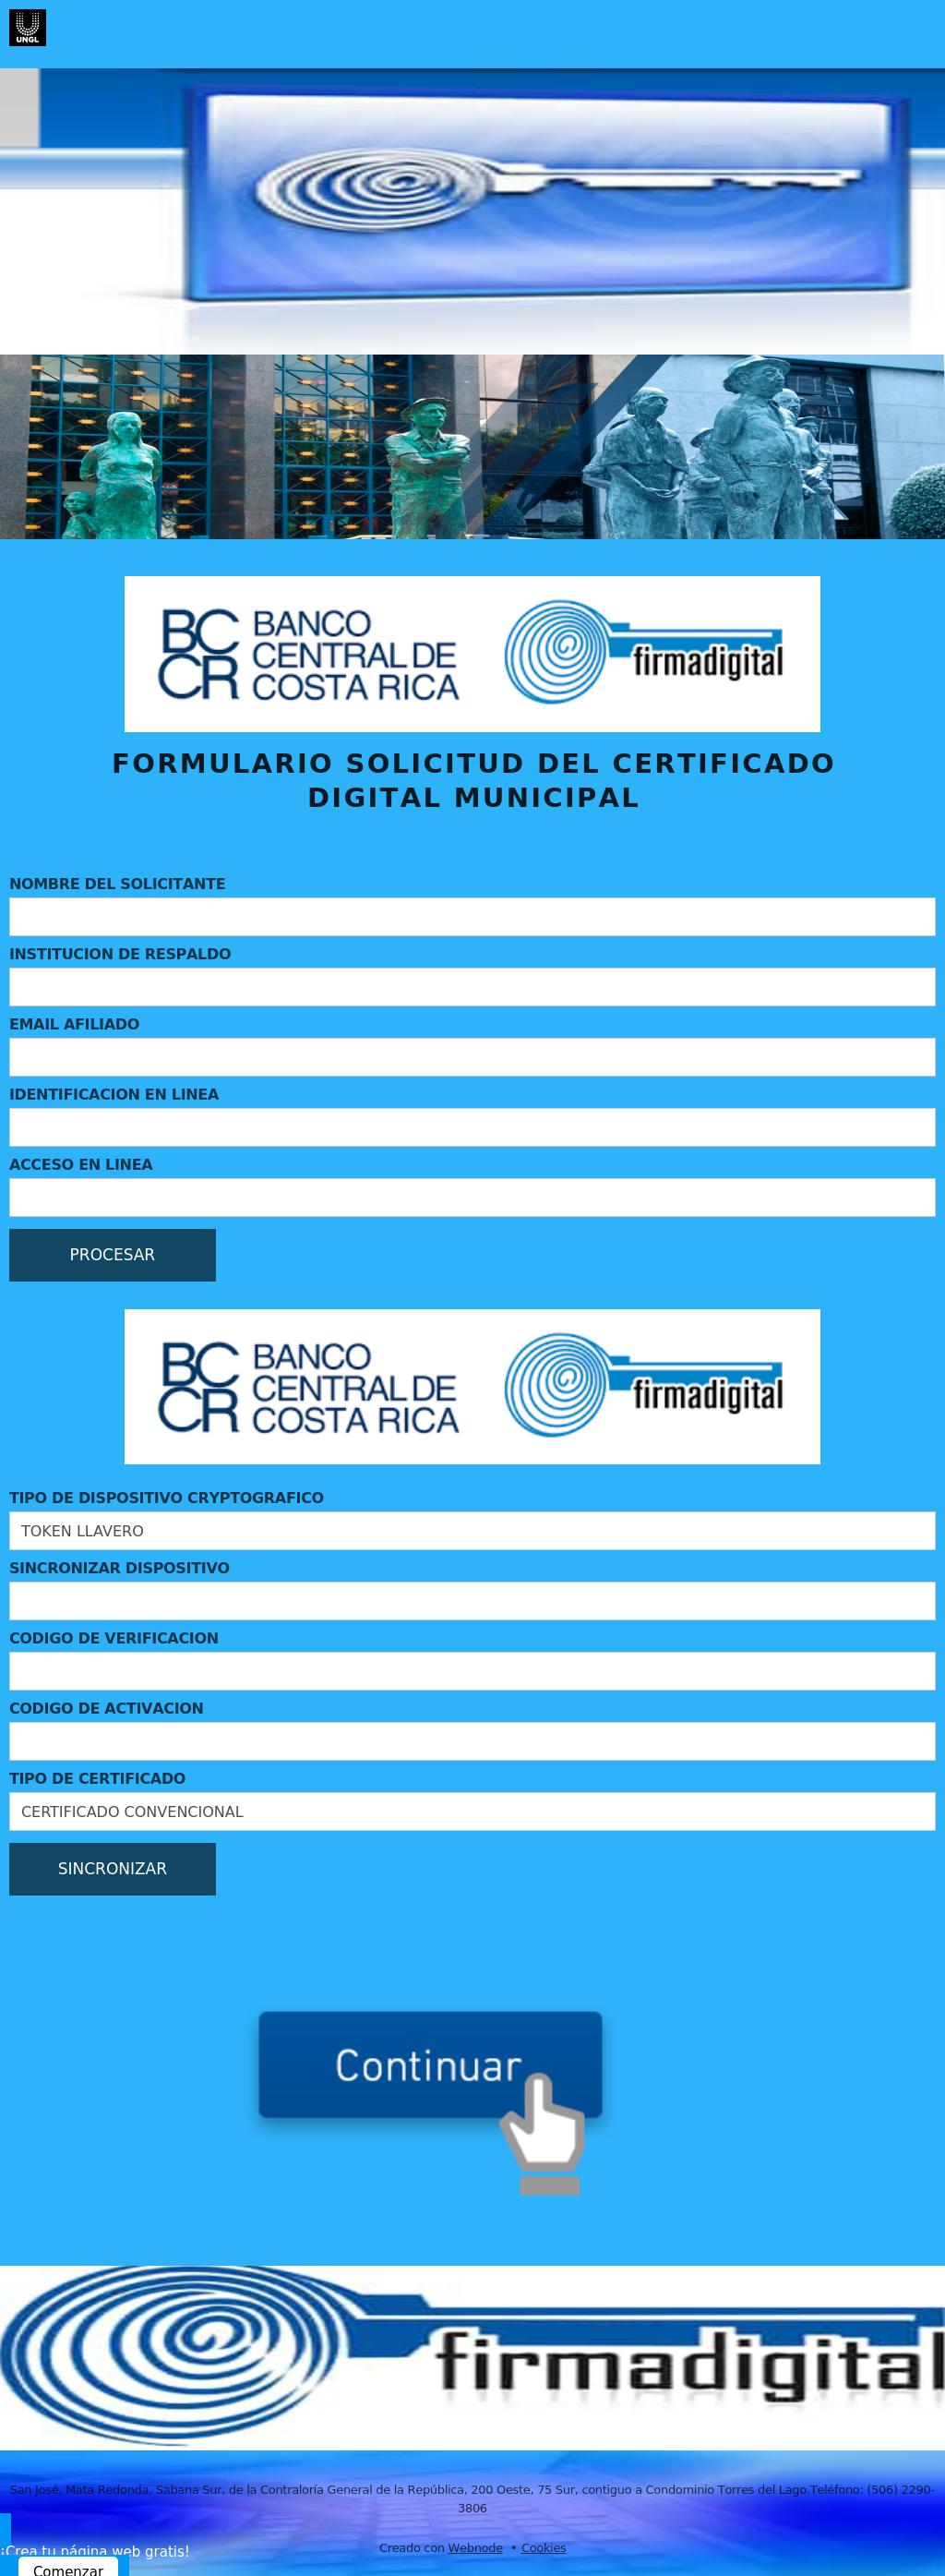 UNGL
BC
CR
BANCO
CENTRAL DE
COSTA RICA
firmadigital
FORMULARIO SOLICITUD DEL CERTIFICADO
DIGITAL MUNICIPAL
NOMBRE DEL SOLICITANTE
INSTITUCION DE RESPALDO
EMAIL AFILIADO
IDENTIFICACION EN LINEA
ACCESO EN LINEA
PROCESAR
BC
CR
BANCO
CENTRAL DE
COSTA RICA
firmadigital
TIPO DE DISPOSITIVO CRYPTOGRAFICO
TOKEN LLAVERO
SINCRONIZAR DISPOSITIVO
CODIGO DE VERIFICACION
CODIGO DE ACTIVACION
TIPO DE CERTIFICADO
CERTIFICADO CONVENCIONAL
SINCRONIZAR
Continuar
firmadigital
San José, Mata Redonda, Sabana Sur, de la Contraloría General de la República, 200 Oeste, 75 Sur, contiguo a Condominio Torres del Lago.Teléfono: (506) 2290-
3806
Creado con Webnode • Cookies
¡Crea tu página web gratis!
Comenzar